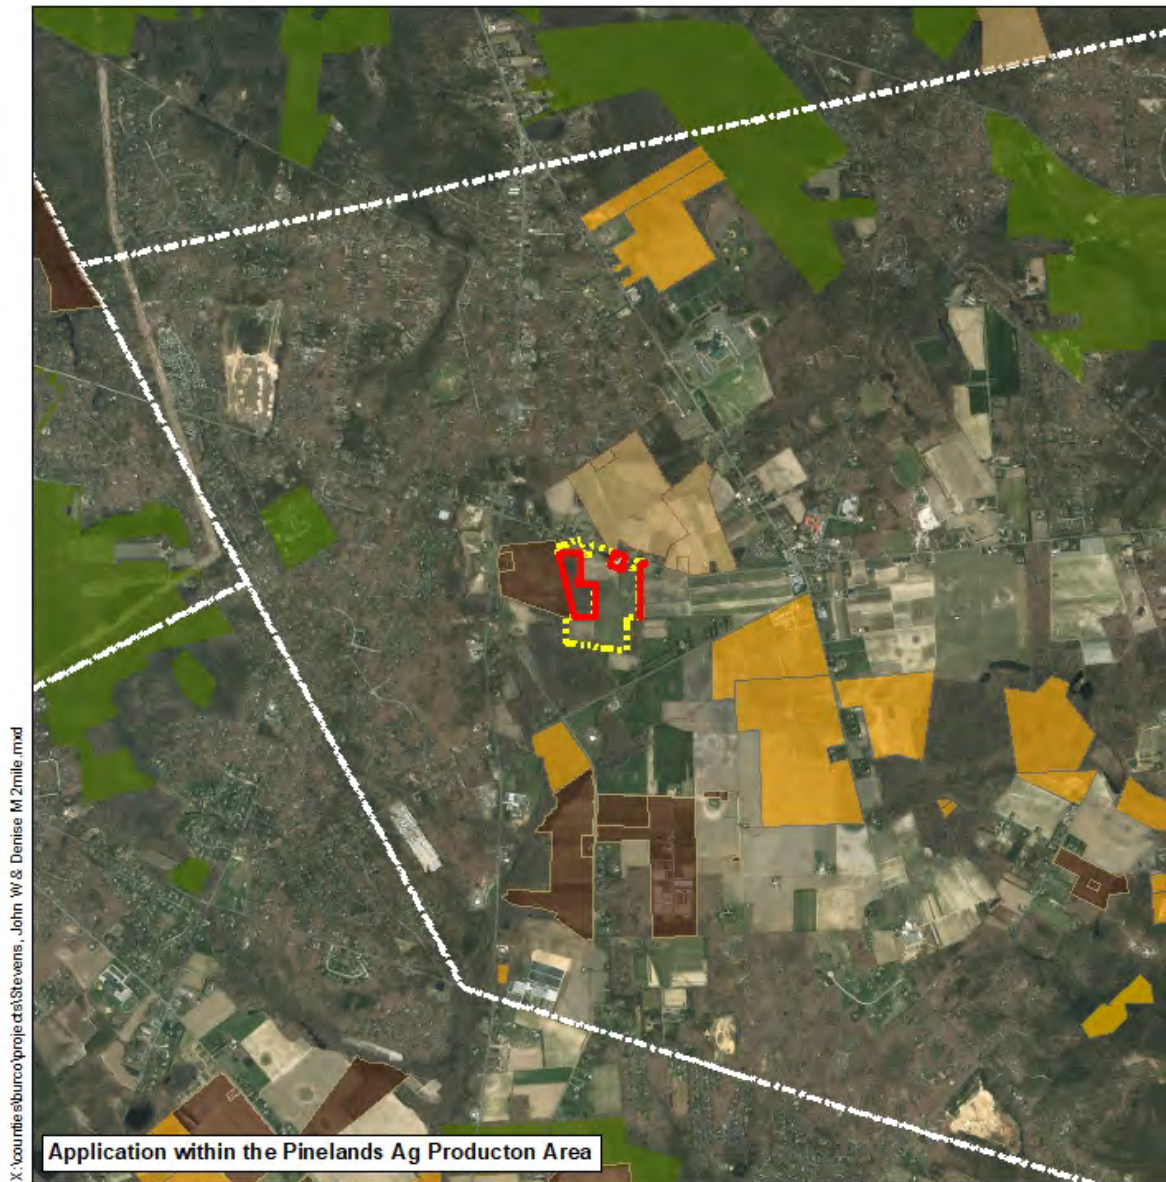 X:\counties\burco\projects\Stevens, John W & Denise M 2mile.mxd
Application within the Pinelands Ag Producton Area